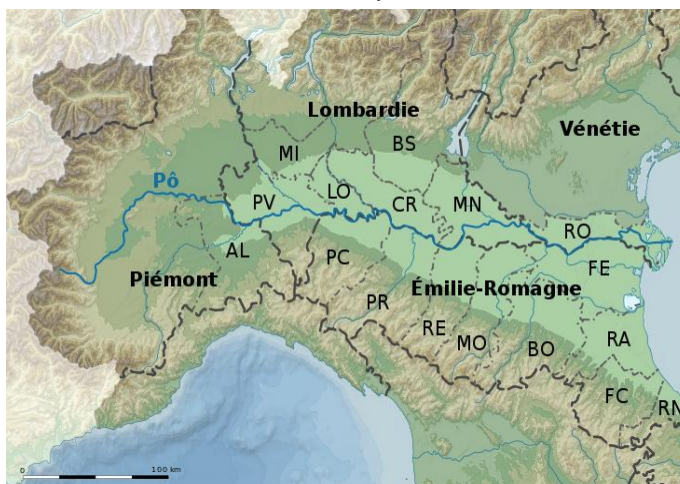 Lombardie
Vénétie
MI
BS
Pô
PV
LO
CR
MN
RO
AL
PC
FE
Piémont
Émilie-Romagne
PR
RE
MO
BO
RA
FC
RN
0
100 km